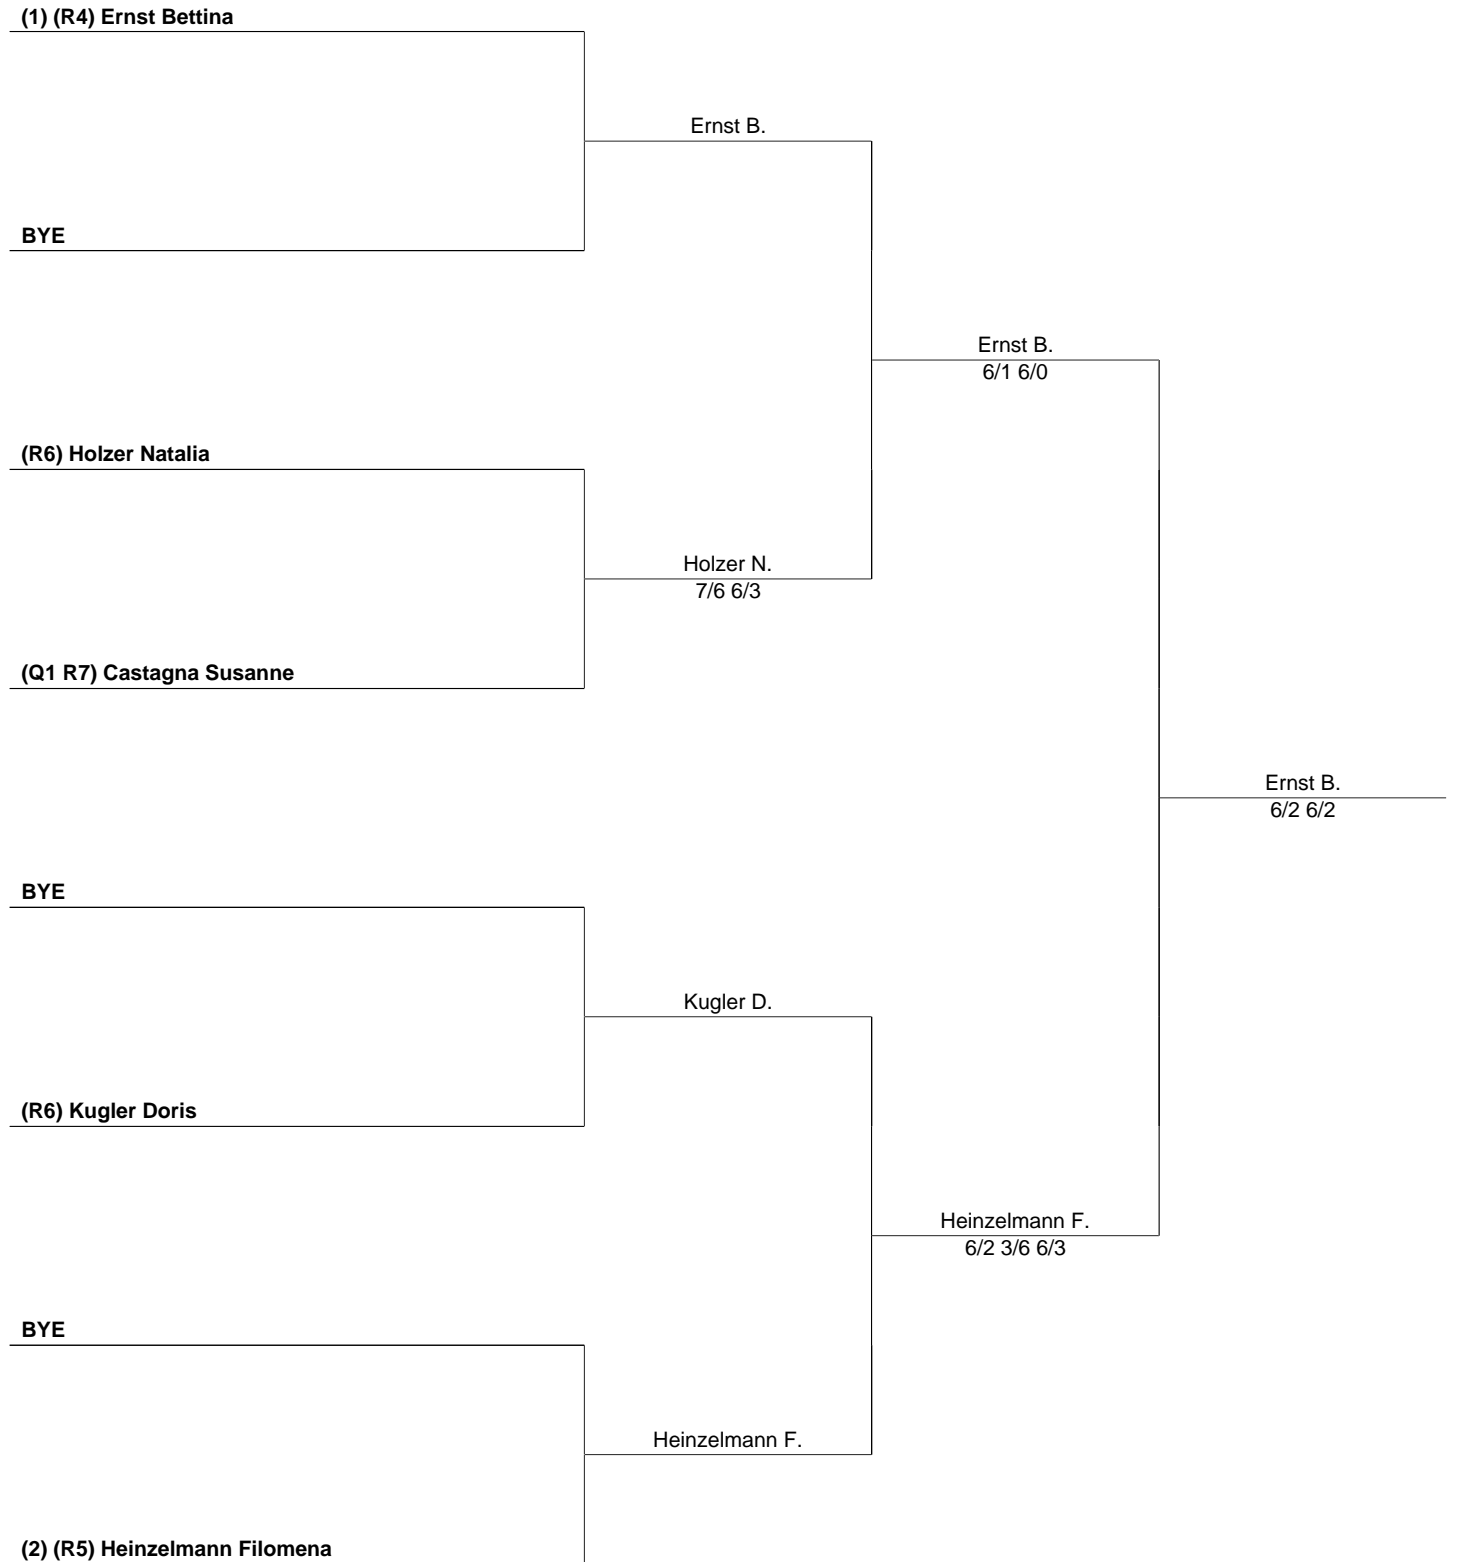 (1) (R4) Ernst Bettina
Ernst B.
BYE
Ernst B.
6/1 6/0
(R6) Holzer Natalia
Holzer N.
7/6 6/3
(Q1 R7) Castagna Susanne
Ernst B.
6/2 6/2
BYE
Kugler D.
(R6) Kugler Doris
Heinzelmann F.
6/2 3/6 6/3
BYE
Heinzelmann F.
(2) (R5) Heinzelmann Filomena